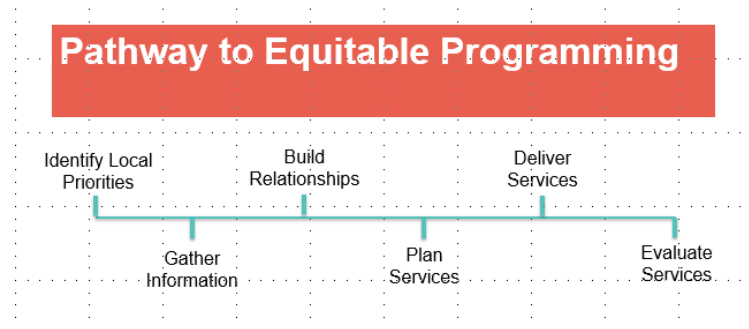 Pathway to Equitable Programming
Identify Local
Priorities
Gather
Information
Build
Relationships
Plan
Services
Deliver
Services
Evaluate
Services